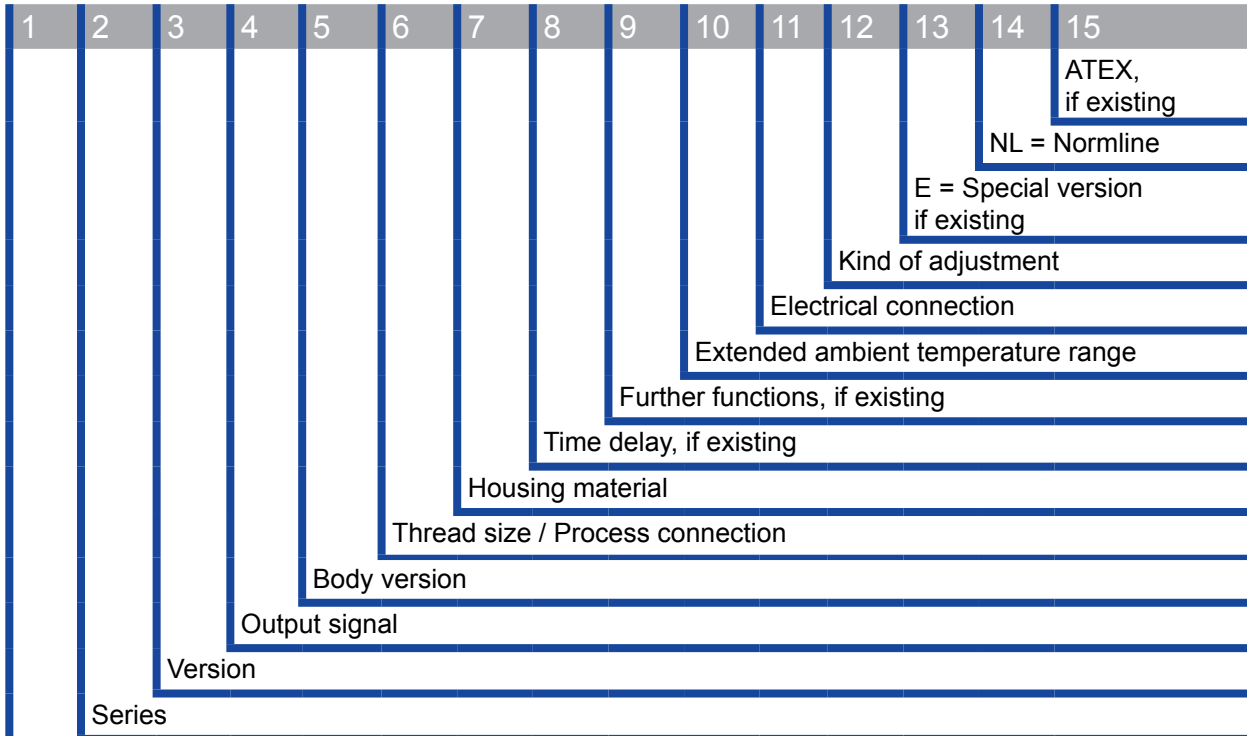 1 2 3 4 5 6 7 8 9 10 11 12 13 14 15
ATEX,
if existing
NL = Normline
E = Special version
if existing
Kind of adjustment
Electrical connection
Extended ambient temperature range
Further functions, if existing
Time delay, if existing
Housing material
Thread size / Process connection
Body version
Output signal
Version
Series